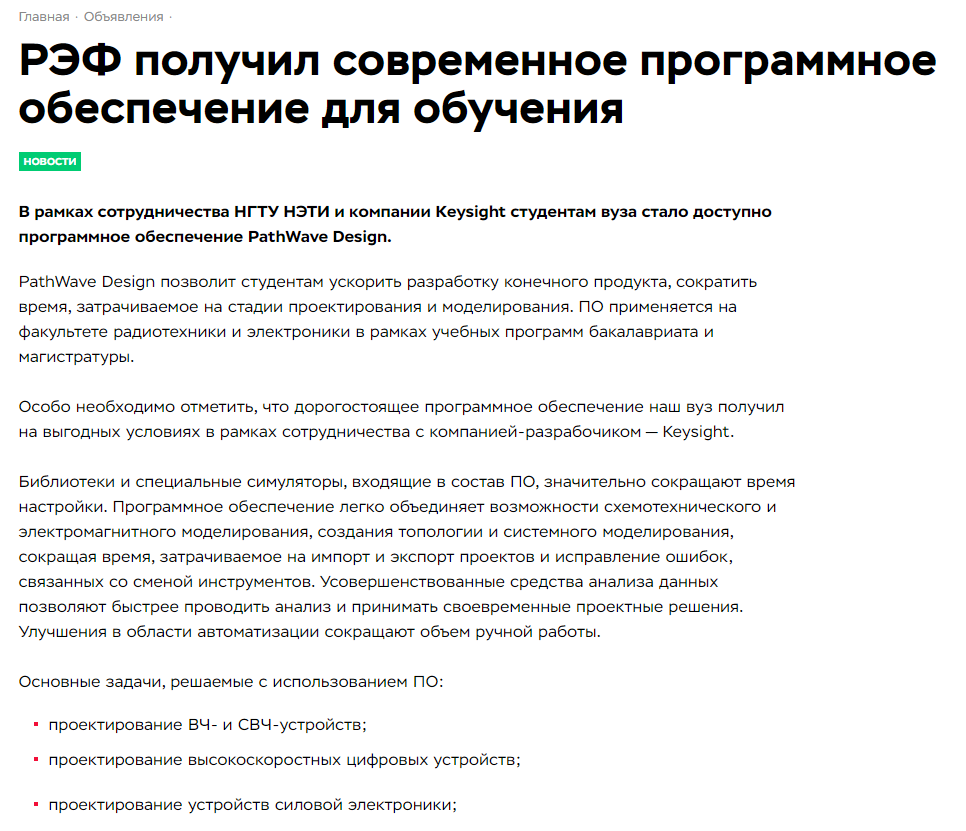 Главная · Объявления ·
РЭФ получил современное программное
обеспечение для обучения
НОВОСТИ
В рамках сотрудничества НГТУ НЭТИ и компании Keysight студентам вуза стало доступно
программное обеспечение PathWave Design.
PathWave Design позволит студентам ускорить разработку конечного продукта, сократить
время, затрачиваемое на стадии проектирования и моделирования. ПО применяется на
факультете радиотехники и электроники в рамках учебных программ бакалавриата и
магистратуры.
Особо необходимо отметить, что дорогостоящее программное обеспечение наш вуз получил
на выгодных условиях в рамках сотрудничества с компанией-разрабочиком — Keysight.
Библиотеки и специальные симуляторы, входящие в состав ПО, значительно сокращают время
настройки. Программное обеспечение легко объединяет возможности схемотехнического и
электромагнитного моделирования, создания топологии и системного моделирования,
сокращая время, затрачиваемое на импорт и экспорт проектов и исправление ошибок,
связанных со сменой инструментов. Усовершенствованные средства анализа данных
позволяют быстрее проводить анализ и принимать своевременные проектные решения.
Улучшения в области автоматизации сокращают объем ручной работы.
Основные задачи, решаемые с использованием ПО:
▪ проектирование ВЧ- и СВЧ-устройств;
▪ проектирование высокоскоростных цифровых устройств;
▪ проектирование устройств силовой электроники;